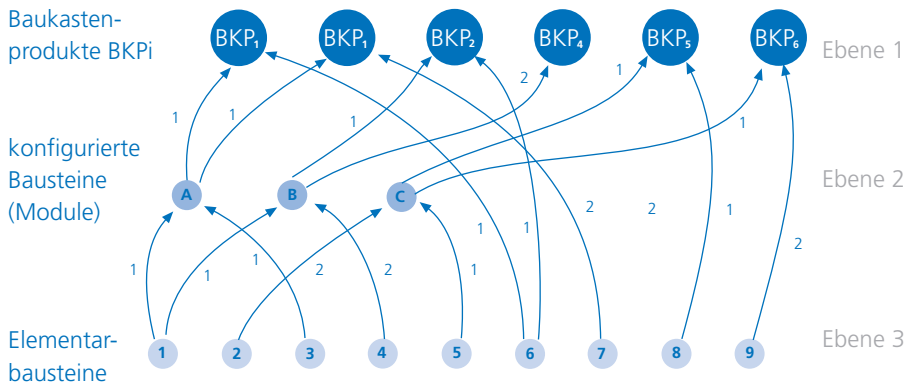 Baukasten-
produkte BKPi
BKP1 BKP1 BKP2 BKP4 BKP5 BKP6
Ebene 1
1 1 1 2 1 1
konfigurierte
Bausteine
(Module)
A B C
Ebene 2
1 1 1 2 2 1 1 1 2 2 1 2
Elementar-
bausteine
1 2 3 4 5 6 7 8 9
Ebene 3